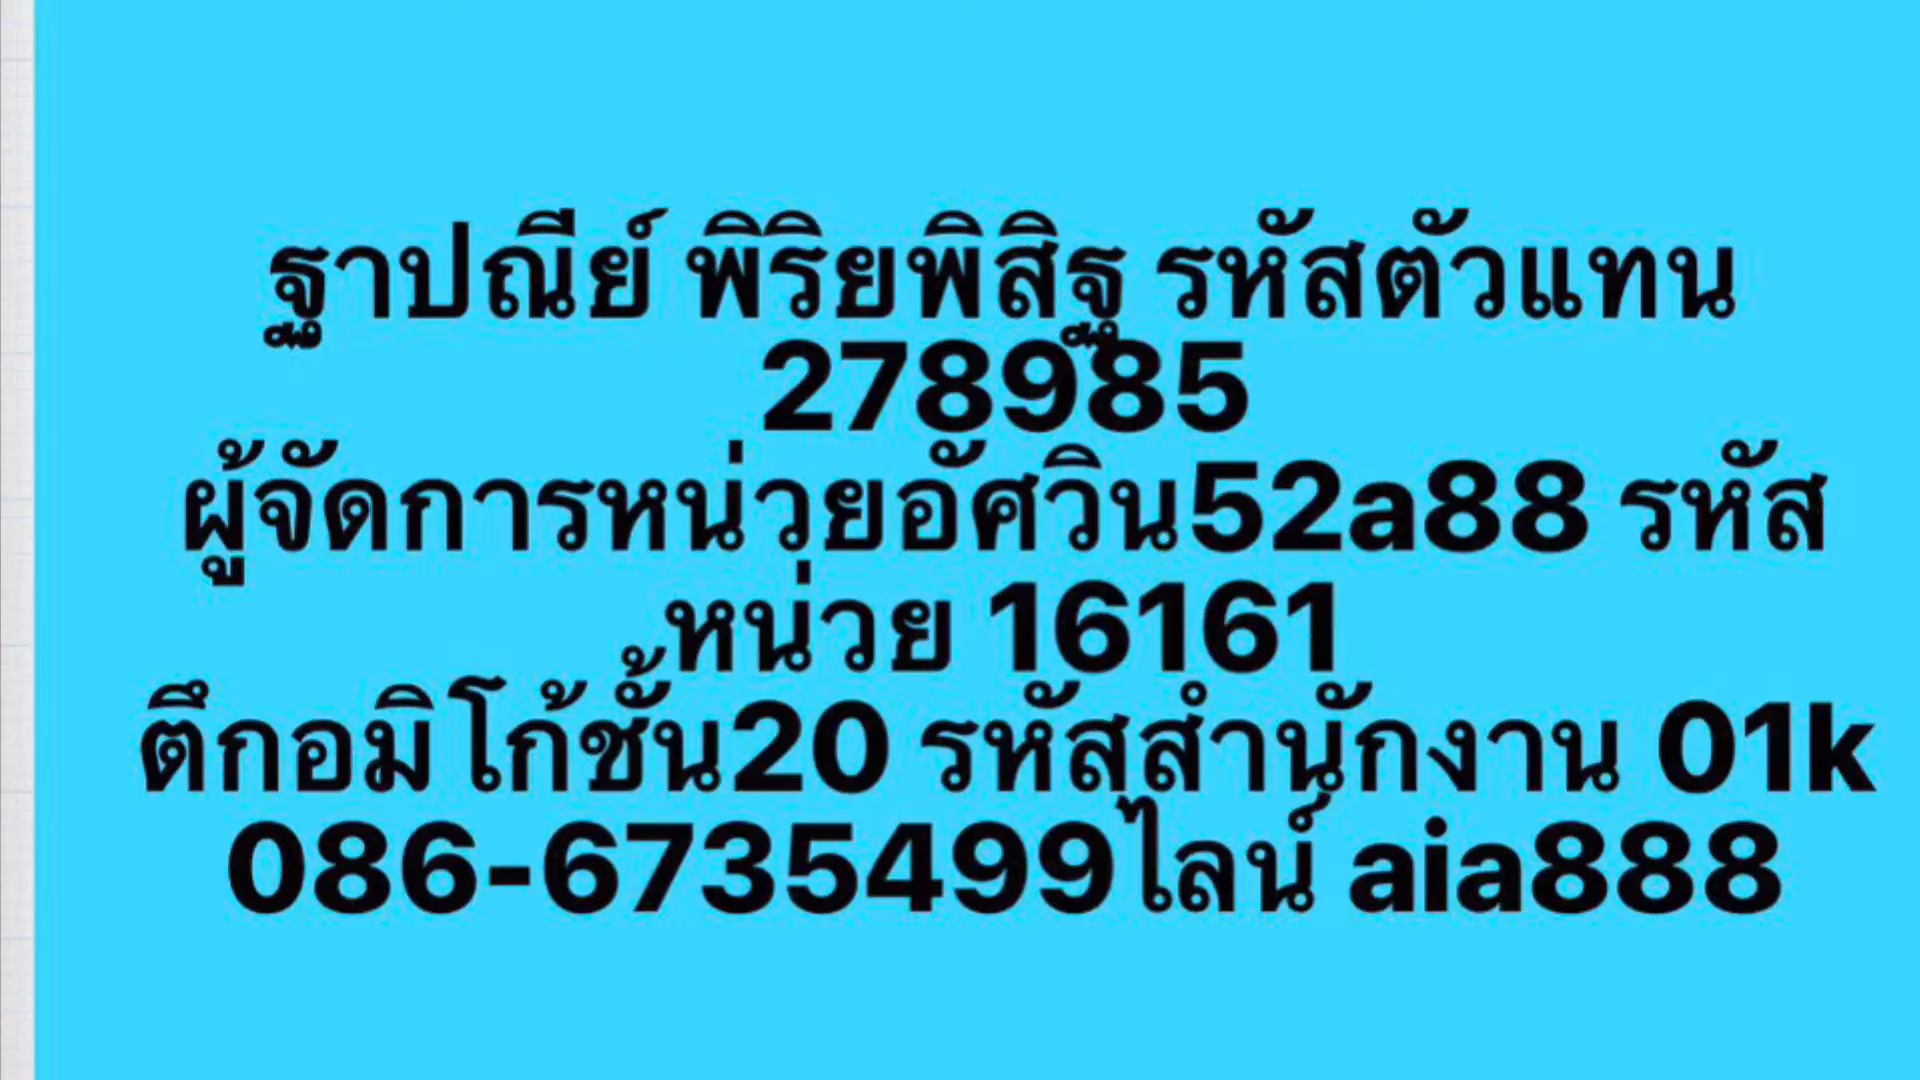 ฐาปณีย์ พิริยพิสิฐ รหัสตัวแทน
278985
ผู้จัดการหน่วยอัศวิน52a88 รหัส
หน่วย 16161
ตึกอมิโก้ชั้น20 รหัสสำนักงาน 01k
086-6735499ไลน์ aia888